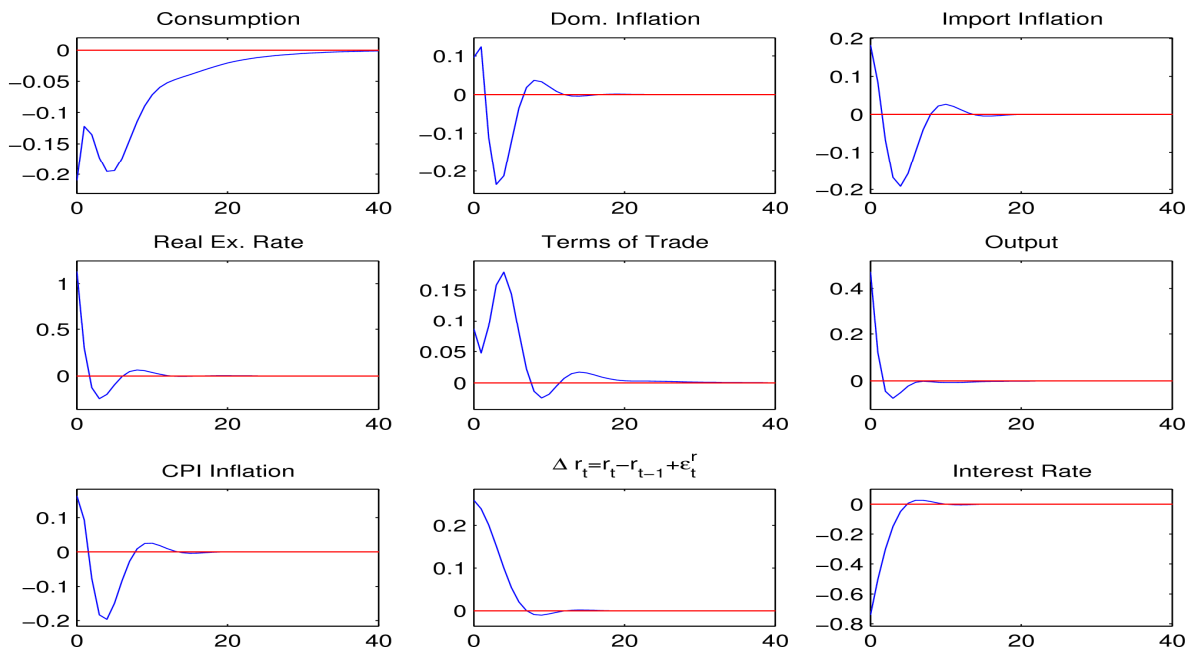 Consumption
0
−0.05
−0.1
−0.15
−0.2
0 20 40
Dom. Inflation
0.1
0
−0.1
−0.2
0 20 40
Import Inflation
0.2
0.1
0
−0.1
−0.2
0 20 40
Real Ex. Rate
1
0.5
0
0 20 40
Terms of Trade
0.15
0.1
0.05
0
0 20 40
Output
0.4
0.2
0
0 20 40
CPI Inflation
0.1
0
−0.1
−0.2
0 20 40
Δ r_t=r_t−r_{t−1}+ε_t^r
0.2
0.1
0
0 20 40
Interest Rate
0
−0.2
−0.4
−0.6
−0.8
0 20 40